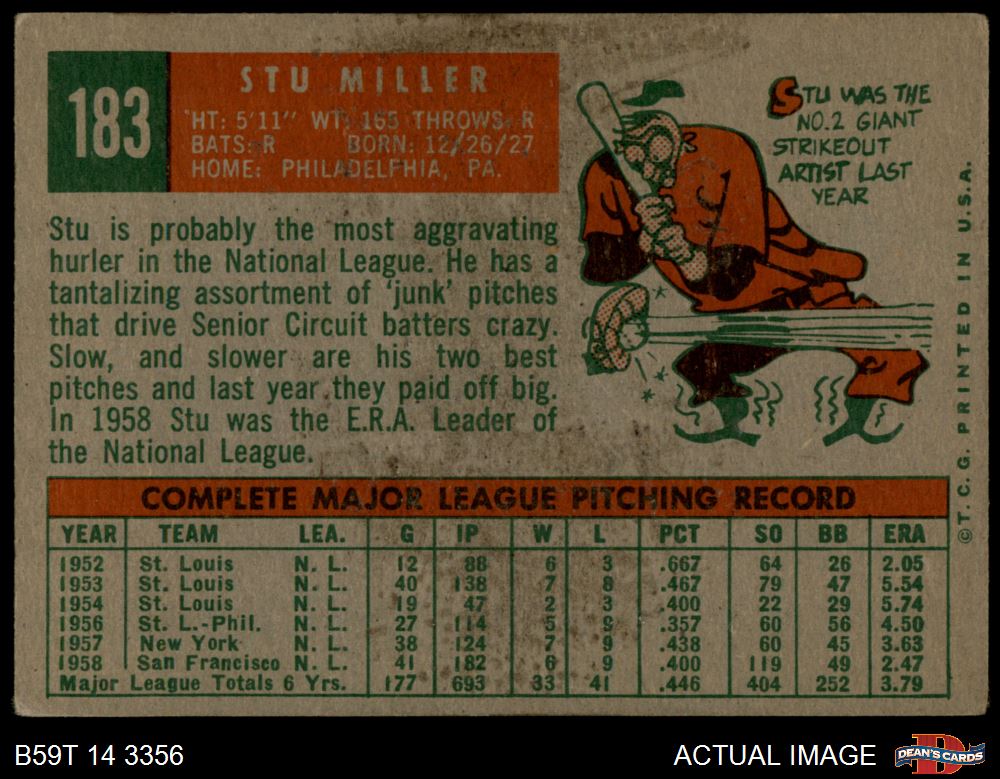 183
STU MILLER
HT: 5'11" WT: 165 THROWS: R
BATS: R BORN: 12/26/27
HOME: PHILADELPHIA, PA.
STU WAS THE
NO.2 GIANT
STRIKEOUT
ARTIST LAST
YEAR
Stu is probably the most aggravating
hurler in the National League. He has a
tantalizing assortment of 'junk' pitches
that drive Senior Circuit batters crazy.
Slow, and slower are his two best
pitches and last year they paid off big.
In 1958 Stu was the E.R.A. Leader of
the National League.
COMPLETE MAJOR LEAGUE PITCHING RECORD
YEAR TEAM LEA. G IP W L PCT SO BB ERA
1952 St. Louis N. L. 12 88 6 3 .667 64 26 2.05
1953 St. Louis N. L. 40 138 7 8 .467 79 47 5.54
1954 St. Louis N. L. 19 47 2 3 .400 22 29 5.74
1956 St. L.-Phil. N. L. 27 114 5 9 .357 60 56 4.50
1957 New York N. L. 38 124 7 9 .438 60 45 3.63
1958 San Francisco N. L. 41 182 6 9 .400 119 49 2.47
Major League Totals 6 Yrs. 177 693 33 41 .446 404 252 3.79
©T. C. G. PRINTED IN U.S.A.
B59T 14 3356
ACTUAL IMAGE
DEAN'S CARDS